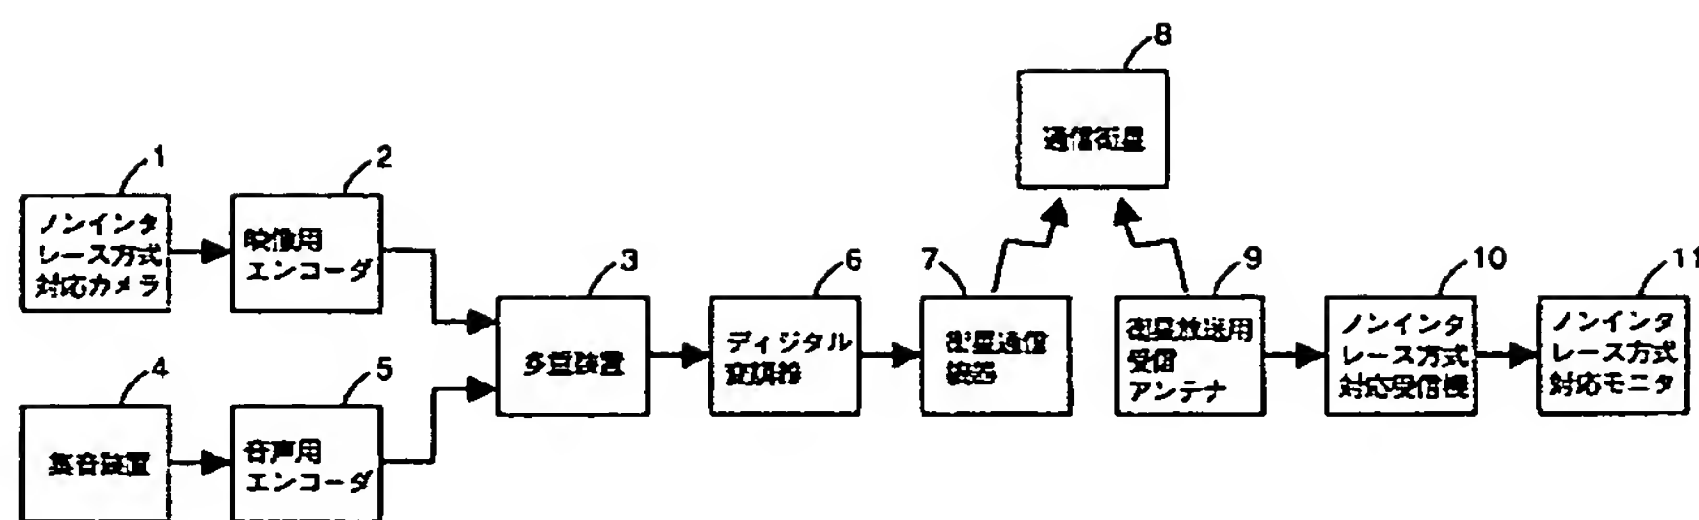 8
通信衛星
1
2
ノンインタ
レース方式
対応カメラ
映像用
エンコーダ
3
6
7
9
10
11
多重装置
ディジタル
変調器
衛星通信
衛星放送用
受信
アンテナ
ノンインタ
レース方式
対応受信機
ノンインタ
レース方式
対応モニタ
4
5
集音装置
音声用
エンコーダ